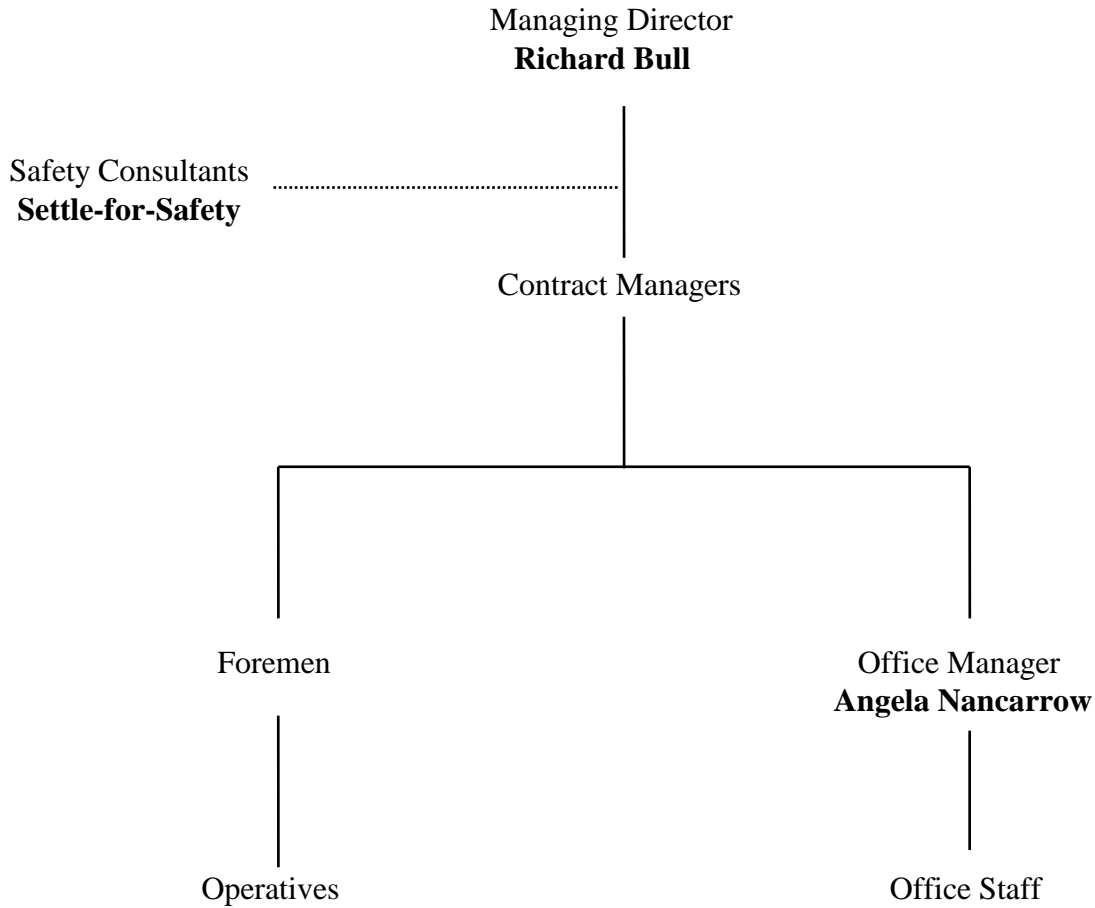 Managing Director
Richard Bull
Safety Consultants
Settle-for-Safety
Contract Managers
Foremen
Office Manager
Angela Nancarrow
Operatives
Office Staff